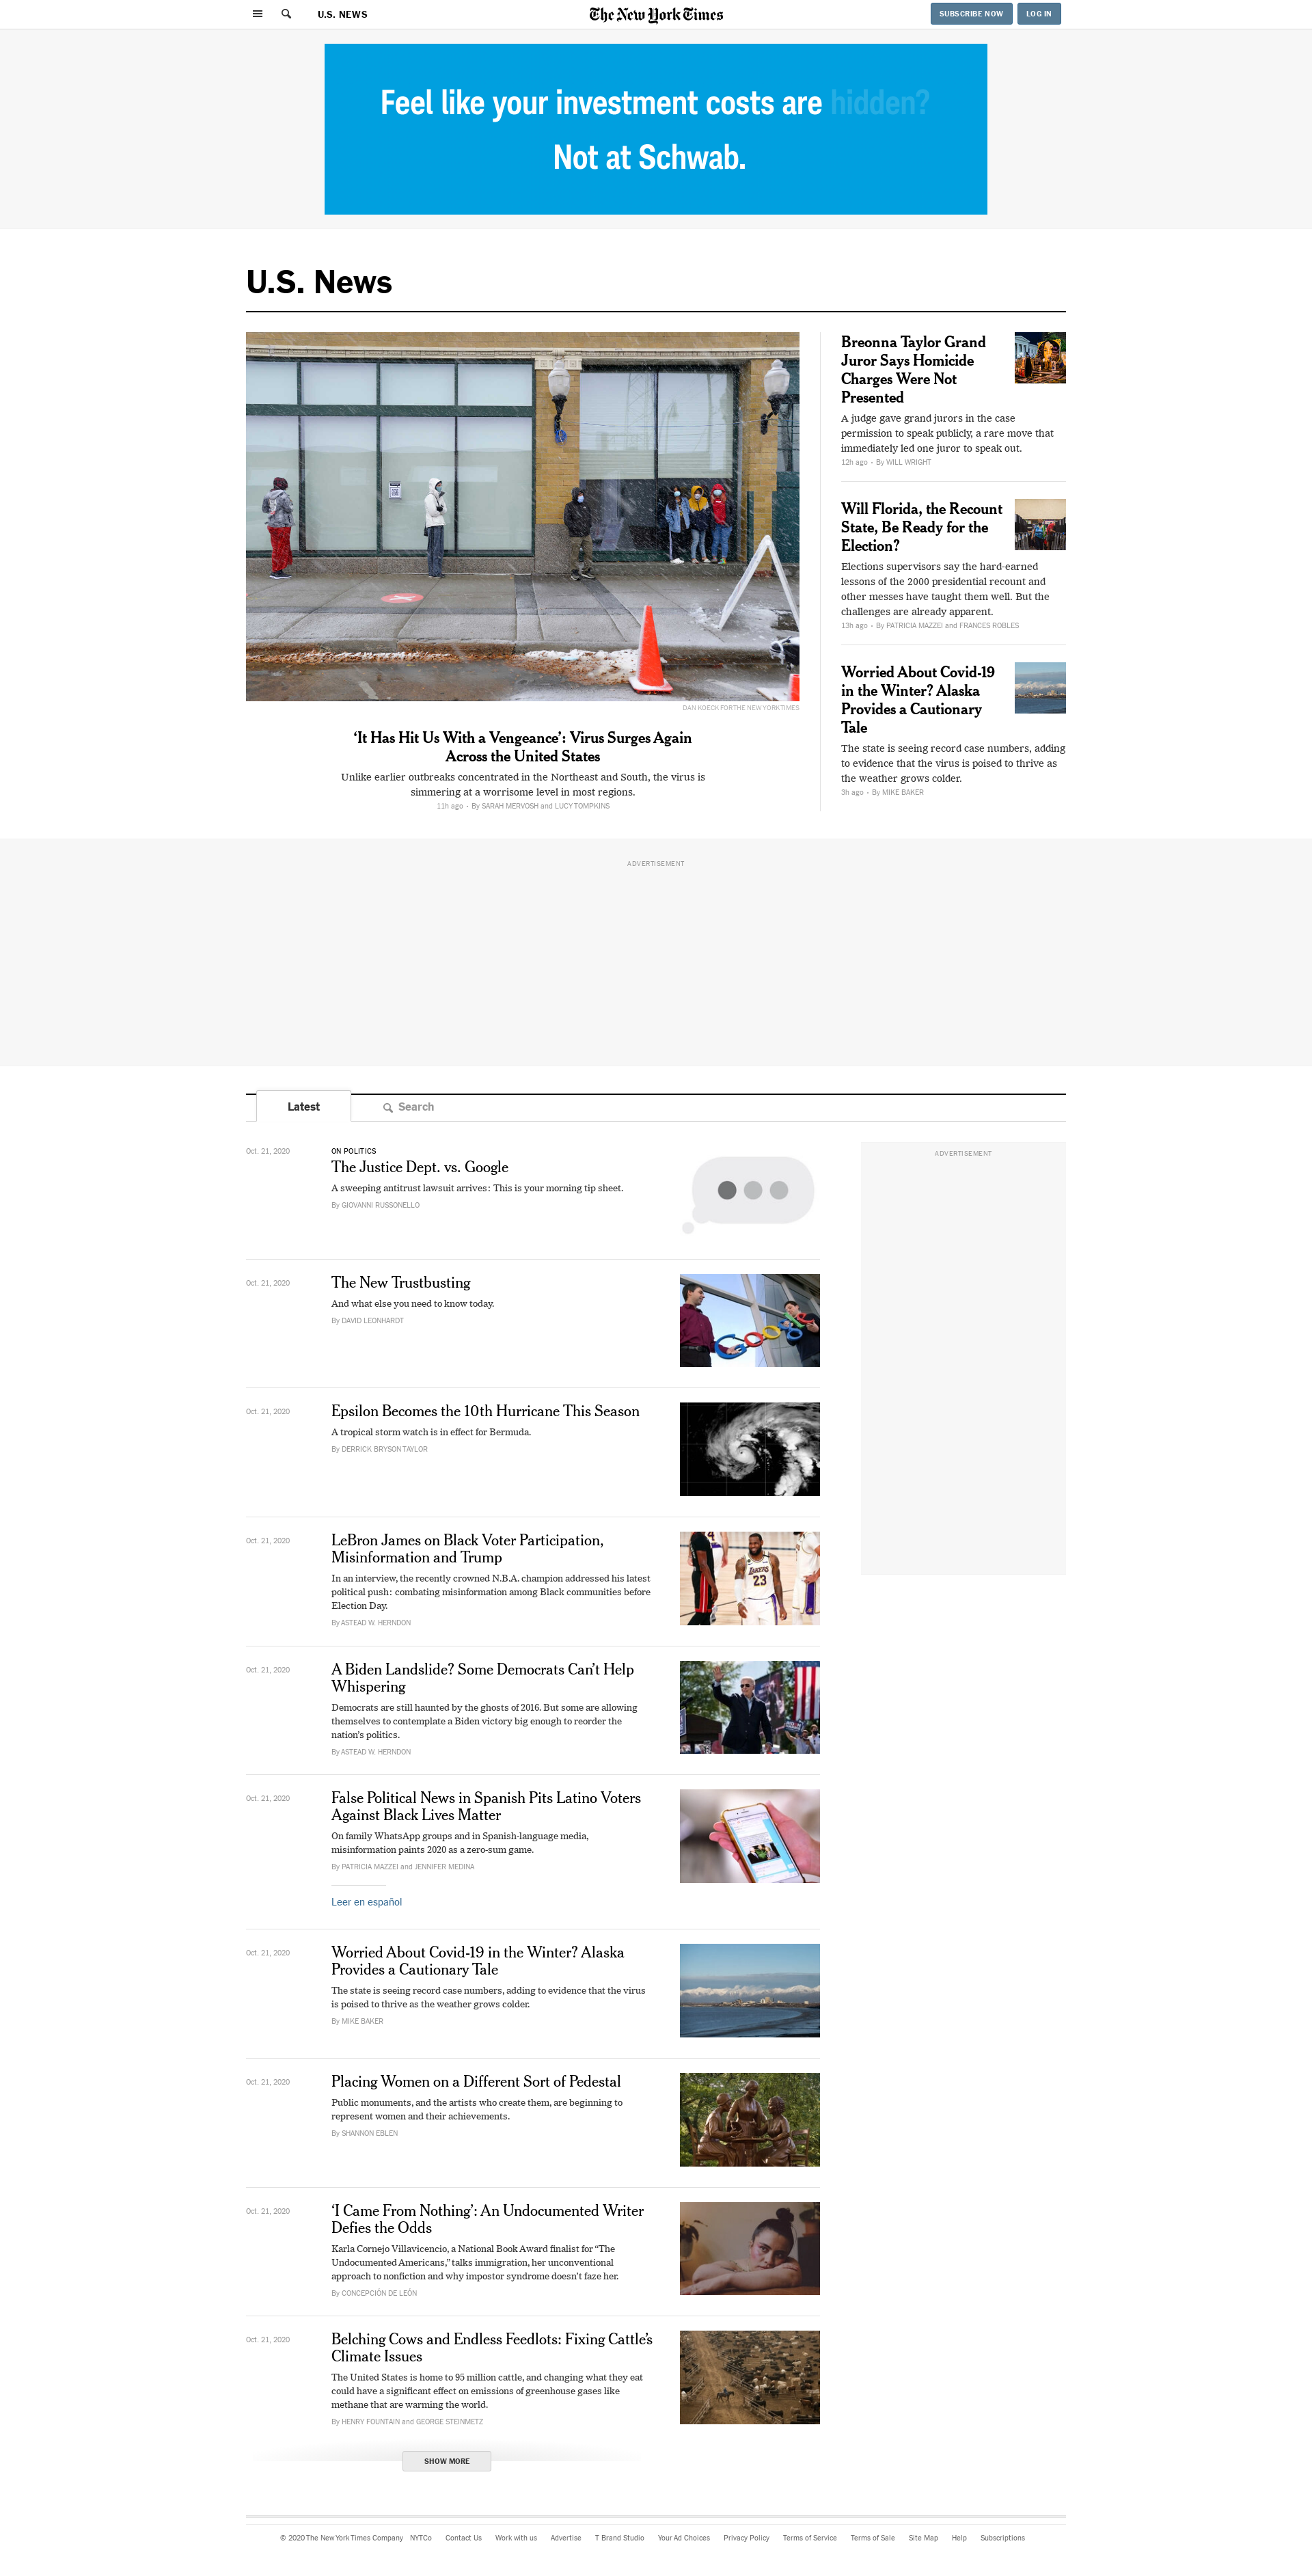 U.S. NEWS
The New York Times
SUBSCRIBE NOW
LOG IN
Feel like your investment costs are hidden?
Not at Schwab.
U.S. News
DAN KOECK FOR THE NEW YORK TIMES
‘It Has Hit Us With a Vengeance’: Virus Surges Again
Across the United States
Unlike earlier outbreaks concentrated in the Northeast and South, the virus is
simmering at a worrisome level in most regions.
11h ago • By SARAH MERVOSH and LUCY TOMPKINS
Breonna Taylor Grand
Juror Says Homicide
Charges Were Not
Presented
A judge gave grand jurors in the case
permission to speak publicly, a rare move that
immediately led one juror to speak out.
12h ago • By WILL WRIGHT
Will Florida, the Recount
State, Be Ready for the
Election?
Elections supervisors say the hard-earned
lessons of the 2000 presidential recount and
other messes have taught them well. But the
challenges are already apparent.
13h ago • By PATRICIA MAZZEI and FRANCES ROBLES
Worried About Covid-19
in the Winter? Alaska
Provides a Cautionary
Tale
The state is seeing record case numbers, adding
to evidence that the virus is poised to thrive as
the weather grows colder.
3h ago • By MIKE BAKER
ADVERTISEMENT
Latest
Search
Oct. 21, 2020
ON POLITICS
The Justice Dept. vs. Google
A sweeping antitrust lawsuit arrives: This is your morning tip sheet.
By GIOVANNI RUSSONELLO
ADVERTISEMENT
Oct. 21, 2020
The New Trustbusting
And what else you need to know today.
By DAVID LEONHARDT
Oct. 21, 2020
Epsilon Becomes the 10th Hurricane This Season
A tropical storm watch is in effect for Bermuda.
By DERRICK BRYSON TAYLOR
Oct. 21, 2020
LeBron James on Black Voter Participation,
Misinformation and Trump
In an interview, the recently crowned N.B.A. champion addressed his latest
political push: combating misinformation among Black communities before
Election Day.
By ASTEAD W. HERNDON
LAKERS
23
Oct. 21, 2020
A Biden Landslide? Some Democrats Can’t Help
Whispering
Democrats are still haunted by the ghosts of 2016. But some are allowing
themselves to contemplate a Biden victory big enough to reorder the
nation’s politics.
By ASTEAD W. HERNDON
Oct. 21, 2020
False Political News in Spanish Pits Latino Voters
Against Black Lives Matter
On family WhatsApp groups and in Spanish-language media,
misinformation paints 2020 as a zero-sum game.
By PATRICIA MAZZEI and JENNIFER MEDINA
Leer en español
Oct. 21, 2020
Worried About Covid-19 in the Winter? Alaska
Provides a Cautionary Tale
The state is seeing record case numbers, adding to evidence that the virus
is poised to thrive as the weather grows colder.
By MIKE BAKER
Oct. 21, 2020
Placing Women on a Different Sort of Pedestal
Public monuments, and the artists who create them, are beginning to
represent women and their achievements.
By SHANNON EBLEN
Oct. 21, 2020
‘I Came From Nothing’: An Undocumented Writer
Defies the Odds
Karla Cornejo Villavicencio, a National Book Award finalist for “The
Undocumented Americans,” talks immigration, her unconventional
approach to nonfiction and why impostor syndrome doesn’t faze her.
By CONCEPCIÓN DE LEÓN
Oct. 21, 2020
Belching Cows and Endless Feedlots: Fixing Cattle’s
Climate Issues
The United States is home to 95 million cattle, and changing what they eat
could have a significant effect on emissions of greenhouse gases like
methane that are warming the world.
By HENRY FOUNTAIN and GEORGE STEINMETZ
SHOW MORE
© 2020 The New York Times Company NYTCo Contact Us Work with us Advertise T Brand Studio Your Ad Choices Privacy Policy Terms of Service Terms of Sale Site Map Help Subscriptions